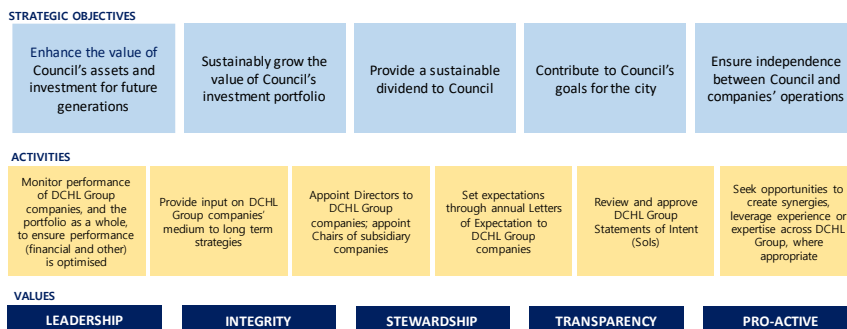 STRATEGIC OBJECTIVES
Enhance the value of
Council's assets and
investment for future
generations
Sustainably grow the
value of Council's
investment portfolio
Provide a sustainable
dividend to Council
Contribute to Council's
goals for the city
Ensure independence
between Council and
companies' operations
ACTIVITIES
Monitor performance
of DCHL Group
companies, and the
portfolio as a whole,
to ensure performance
(financial and other)
is optimised
Provide input on DCHL
Group companies'
medium to long term
strategies
Appoint Directors to
DCHL Group
companies; appoint
Chairs of subsidiary
companies
Set expectations
through annual Letters
of Expectation to
DCHL Group
companies
Review and approve
DCHL Group
Statements of Intent
(SoIs)
Seek opportunities to
create synergies,
leverage experience or
expertise across DCHL
Group, where
appropriate
VALUES
LEADERSHIP
INTEGRITY
STEWARDSHIP
TRANSPARENCY
PRO-ACTIVE